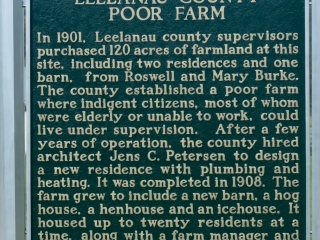 LEELANAU COUNTY
POOR FARM
In 1901, Leelanau county supervisors
purchased 120 acres of farmland at this
site, including two residences and one
barn, from Roswell and Mary Burke.
The county established a poor farm
where indigent citizens, most of whom
were elderly or unable to work, could
live under supervision. After a few
years of operation, the county hired
architect Jens C. Petersen to design
a new residence with plumbing and
heating. It was completed in 1908. The
farm grew to include a new barn, a hog
house, a henhouse and an icehouse. It
housed up to twenty residents at a
time, along with a farm manager and